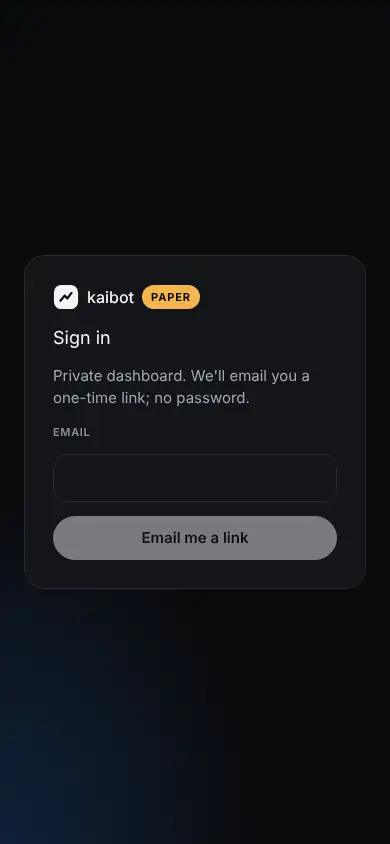 kaibot PAPER
Sign in
Private dashboard. We'll email you a
one-time link; no password.
EMAIL
Email me a link